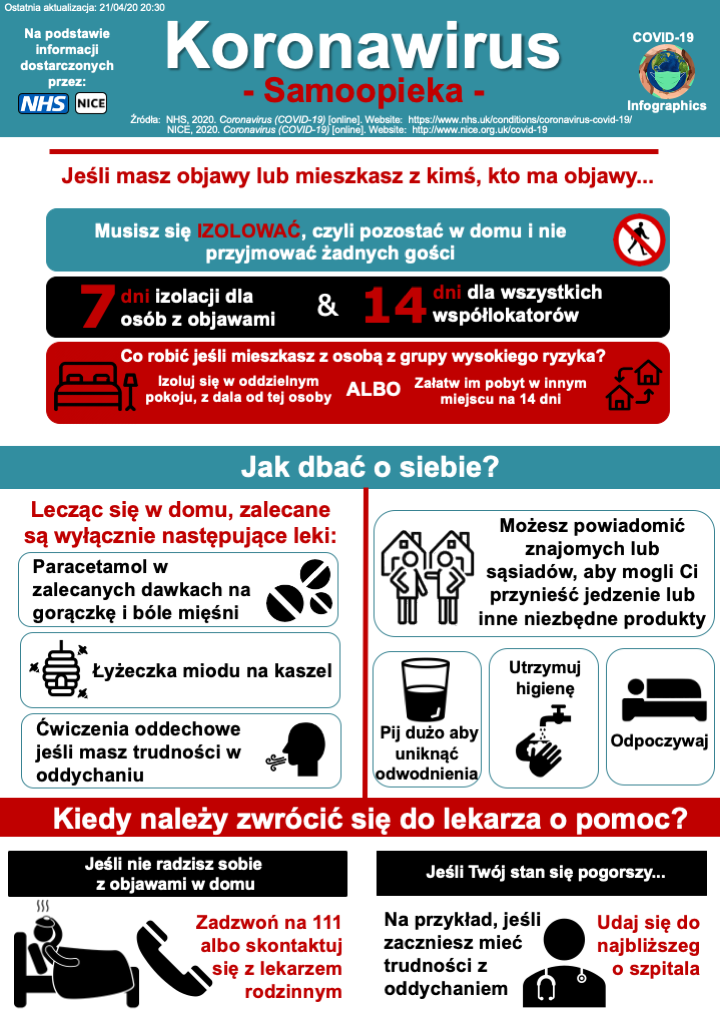 Ostatnia aktualizacja: 21/04/20 20:30
Na podstawie
informacji
dostarczonych
przez:
NHS NICE
Koronawirus
- Samoopieka -
COVID-19
Infographics
Źródła: NHS, 2020. Coronavirus (COVID-19) [online]. Website: https://www.nhs.uk/conditions/coronavirus-covid-19/
NICE, 2020. Coronavirus (COVID-19) [online]. Website: http://www.nice.org.uk/covid-19
Jeśli masz objawy lub mieszkasz z kimś, kto ma objawy...
Musisz się IZOLOWAĆ, czyli pozostać w domu i nie
przyjmować żadnych gości
7 dni izolacji dla
osób z objawami
&
14 dni dla wszystkich
współlokatorów
Co robić jeśli mieszkasz z osobą z grupy wysokiego ryzyka?
Izoluj się w oddzielnym
pokoju, z dala od tej osoby
ALBO
Załatw im pobyt w innym
miejscu na 14 dni
Jak dbać o siebie?
Lecząc się w domu, zalecane
są wyłącznie następujące leki:
Paracetamol w
zalecanych dawkach na
gorączkę i bóle mięśni
Łyżeczka miodu na kaszel
Ćwiczenia oddechowe
jeśli masz trudności w
oddychaniu
Możesz powiadomić
znajomych lub
sąsiadów, aby mogli Ci
przynieść jedzenie lub
inne niezbędne produkty
Pij dużo aby
uniknąć
odwodnienia
Utrzymuj
higienę
Odpoczywaj
Kiedy należy zwrócić się do lekarza o pomoc?
Jeśli nie radzisz sobie
z objawami w domu
Zadzwoń na 111
albo skontaktuj
się z lekarzem
rodzinnym
Jeśli Twój stan się pogorszy...
Na przykład, jeśli
zaczniesz mieć
trudności z
oddychaniem
Udaj się do
najbliższeg
o szpitala